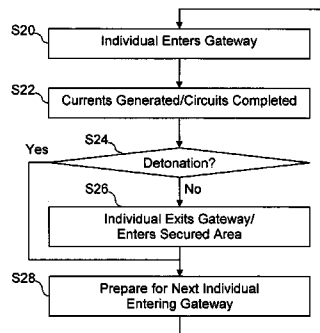 S20
Individual Enters Gateway
S22
Currents Generated/Circuits Completed
S24
Yes
Detonation?
No
S26
Individual Exits Gateway/
Enters Secured Area
S28
Prepare for Next Individual
Entering Gateway